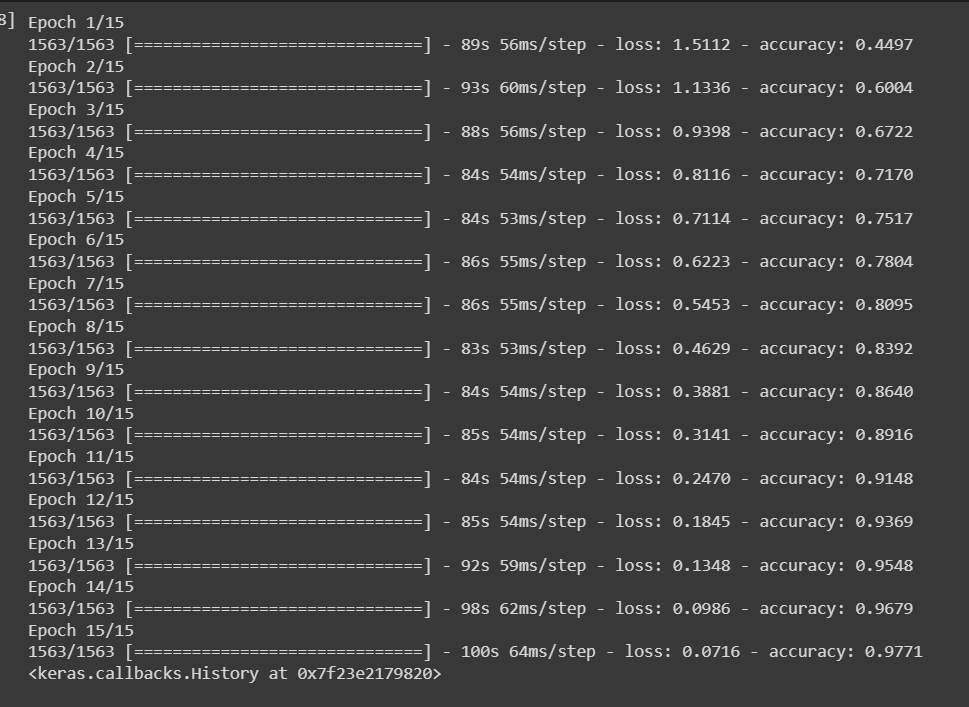 8] Epoch 1/15
1563/1563 [==============================] - 89s 56ms/step - loss: 1.5112 - accuracy: 0.4497
Epoch 2/15
1563/1563 [==============================] - 93s 60ms/step - loss: 1.1336 - accuracy: 0.6004
Epoch 3/15
1563/1563 [==============================] - 88s 56ms/step - loss: 0.9398 - accuracy: 0.6722
Epoch 4/15
1563/1563 [==============================] - 84s 54ms/step - loss: 0.8116 - accuracy: 0.7170
Epoch 5/15
1563/1563 [==============================] - 84s 53ms/step - loss: 0.7114 - accuracy: 0.7517
Epoch 6/15
1563/1563 [==============================] - 86s 55ms/step - loss: 0.6223 - accuracy: 0.7804
Epoch 7/15
1563/1563 [==============================] - 86s 55ms/step - loss: 0.5453 - accuracy: 0.8095
Epoch 8/15
1563/1563 [==============================] - 83s 53ms/step - loss: 0.4629 - accuracy: 0.8392
Epoch 9/15
1563/1563 [==============================] - 84s 54ms/step - loss: 0.3881 - accuracy: 0.8640
Epoch 10/15
1563/1563 [==============================] - 85s 54ms/step - loss: 0.3141 - accuracy: 0.8916
Epoch 11/15
1563/1563 [==============================] - 84s 54ms/step - loss: 0.2470 - accuracy: 0.9148
Epoch 12/15
1563/1563 [==============================] - 85s 54ms/step - loss: 0.1845 - accuracy: 0.9369
Epoch 13/15
1563/1563 [==============================] - 92s 59ms/step - loss: 0.1348 - accuracy: 0.9548
Epoch 14/15
1563/1563 [==============================] - 98s 62ms/step - loss: 0.0986 - accuracy: 0.9679
Epoch 15/15
1563/1563 [==============================] - 100s 64ms/step - loss: 0.0716 - accuracy: 0.9771
<keras.callbacks.History at 0x7f23e2179820>